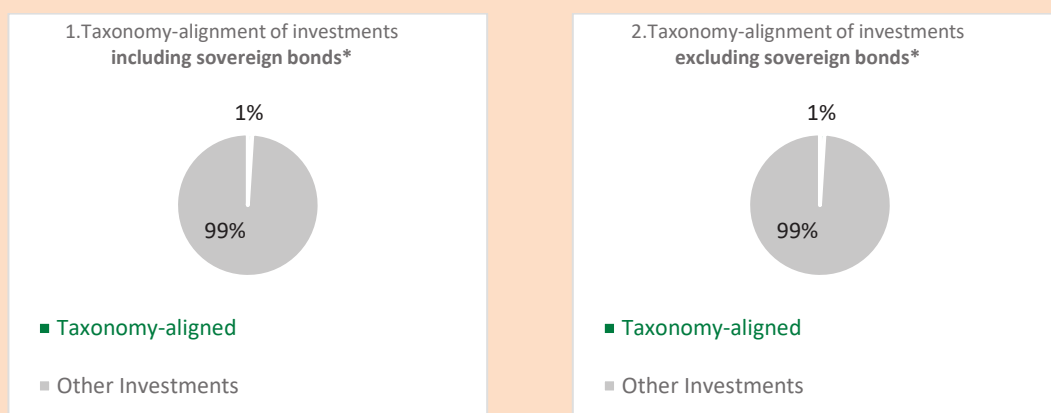 1.Taxonomy-alignment of investments
including sovereign bonds*
1%
99%
Taxonomy-aligned
Other Investments
2.Taxonomy-alignment of investments
excluding sovereign bonds*
1%
99%
Taxonomy-aligned
Other Investments